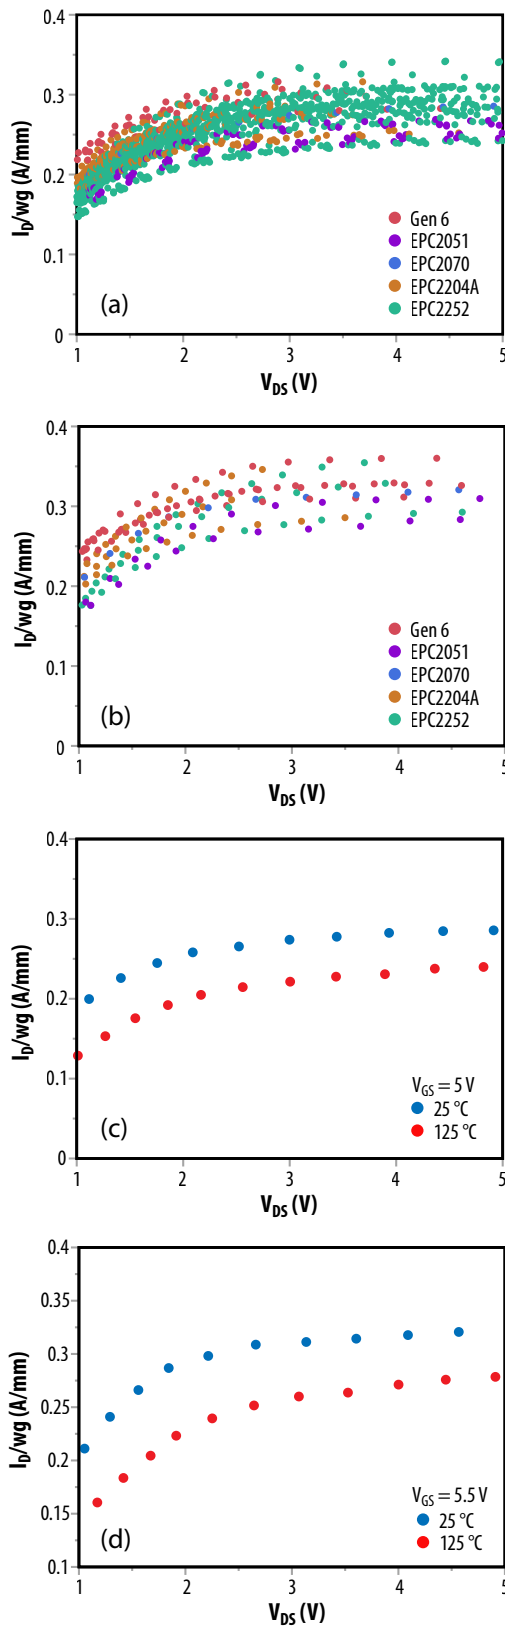 0.4
0.3
0.2
0.1
0
I_D/wg (A/mm)
Gen 6
EPC2051
EPC2070
EPC2204A
EPC2252
(a)
1 2 3 4 5
V_DS (V)
0.4
0.3
0.2
0.1
0
I_D/wg (A/mm)
Gen 6
EPC2051
EPC2070
EPC2204A
EPC2252
(b)
1 2 3 4 5
V_DS (V)
0.4
0.3
0.2
0.1
0
I_D/wg (A/mm)
V_GS = 5 V
25 °C
125 °C
(c)
1 2 3 4 5
V_DS (V)
0.4
0.35
0.3
0.25
0.2
0.15
0.1
I_D/wg (A/mm)
V_GS = 5.5 V
25 °C
125 °C
(d)
1 2 3 4 5
V_DS (V)